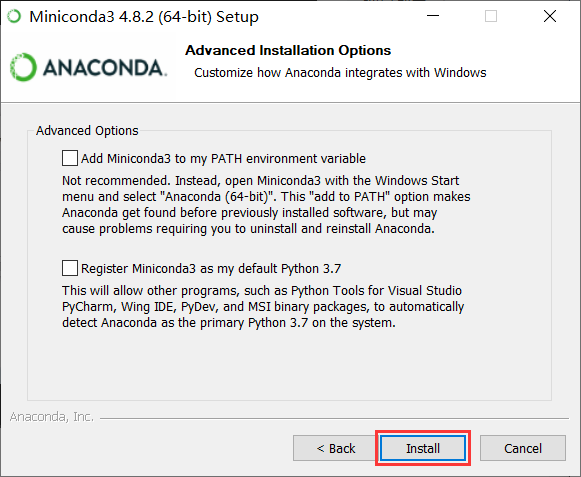 Miniconda3 4.8.2 (64-bit) Setup
ANACONDA.
Advanced Installation Options
Customize how Anaconda integrates with Windows
Advanced Options
Add Miniconda3 to my PATH environment variable
Not recommended. Instead, open Miniconda3 with the Windows Start
menu and select "Anaconda (64-bit)". This "add to PATH" option makes
Anaconda get found before previously installed software, but may
cause problems requiring you to uninstall and reinstall Anaconda.
Register Miniconda3 as my default Python 3.7
This will allow other programs, such as Python Tools for Visual Studio
PyCharm, Wing IDE, PyDev, and MSI binary packages, to automatically
detect Anaconda as the primary Python 3.7 on the system.
Anaconda, Inc.
< Back Install Cancel